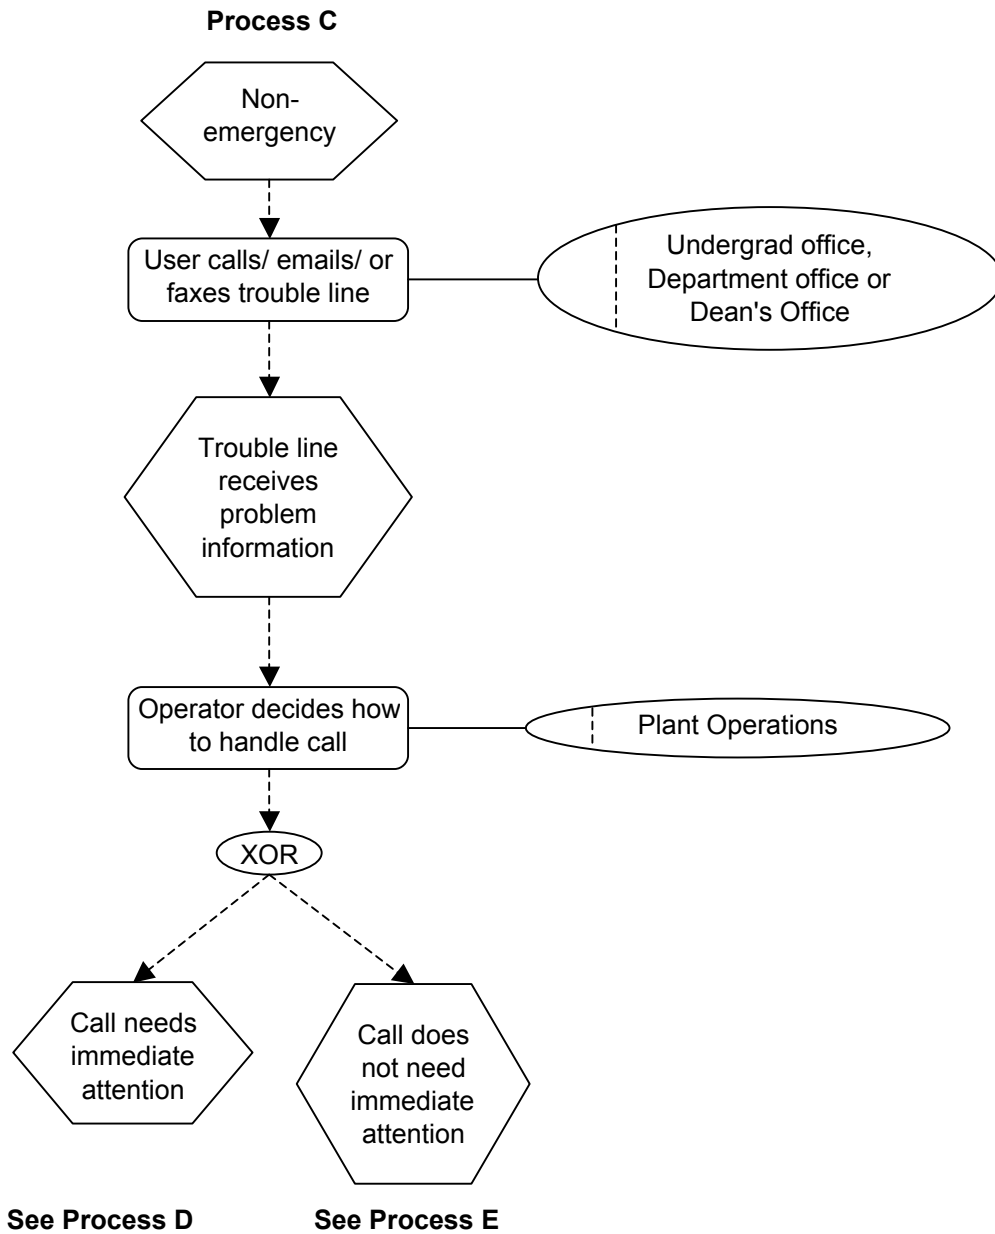 Process C
Non-
emergency
User calls/ emails/ or
faxes trouble line
Undergrad office,
Department office or
Dean's Office
Trouble line
receives
problem
information
Operator decides how
to handle call
Plant Operations
XOR
Call needs
immediate
attention
Call does
not need
immediate
attention
See Process D
See Process E